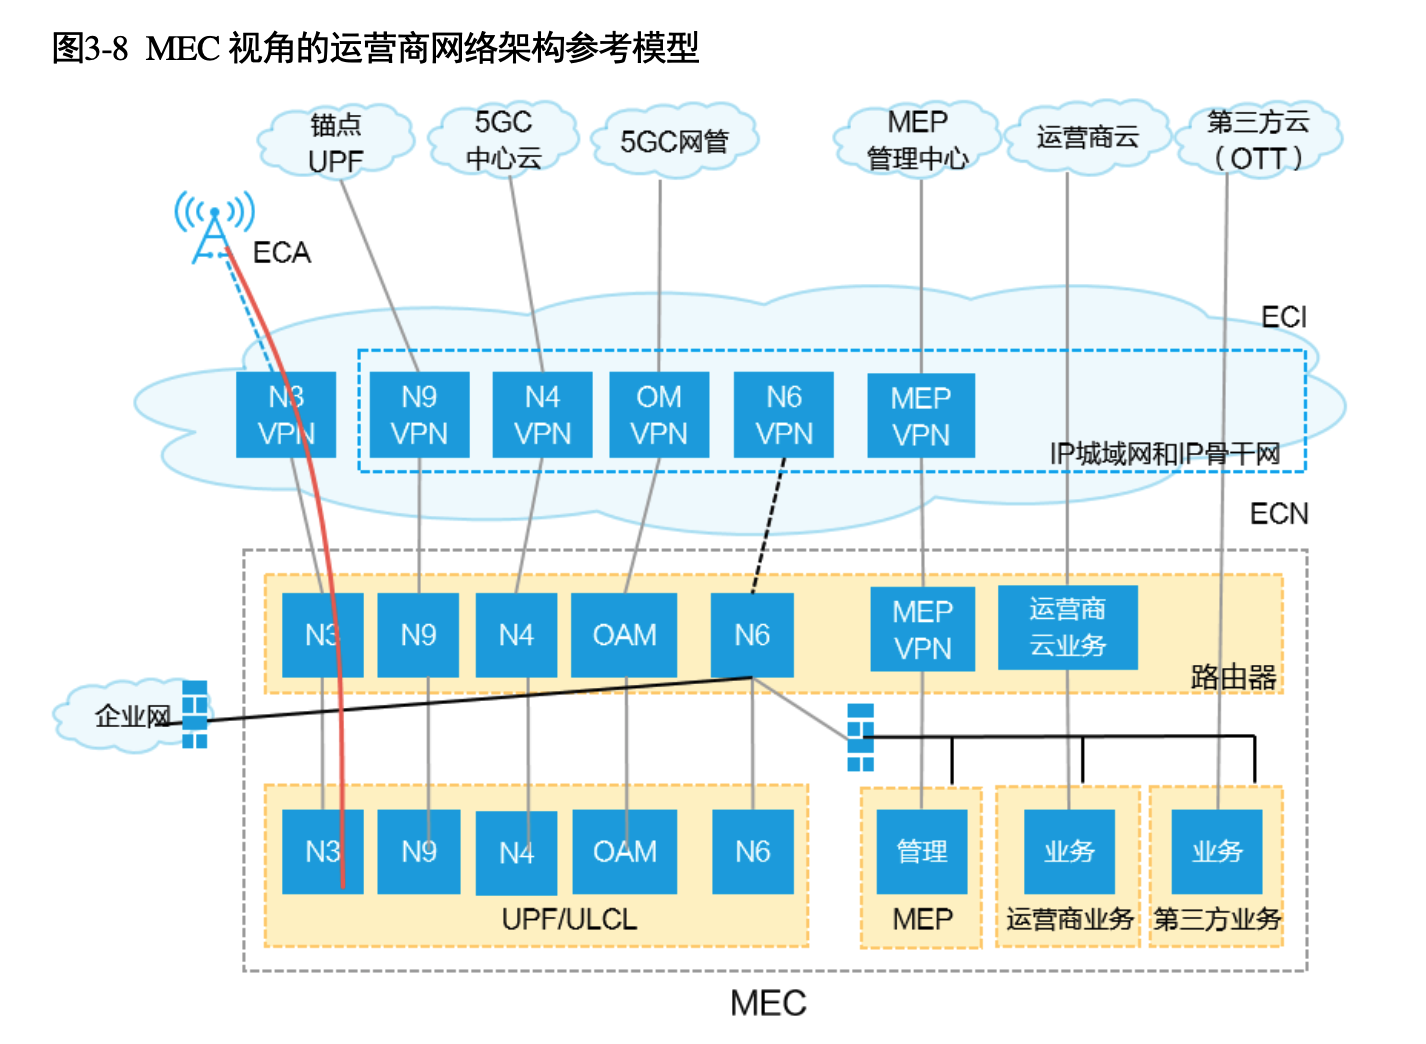 图3-8 MEC 视角的运营商网络架构参考模型
锚点
UPF
5GC
中心云
5GC网管
MEP
管理中心
运营商云
第三方云
（OTT）
ECA
ECI
N3
VPN
N9
VPN
N4
VPN
OM
VPN
N6
VPN
MEP
VPN
IP城域网和IP骨干网
ECN
N3
N9
N4
OAM
N6
MEP
VPN
运营商
云业务
路由器
企业网
N3
N9
N4
OAM
N6
管理
业务
业务
UPF/ULCL
MEP
运营商业务
第三方业务
MEC